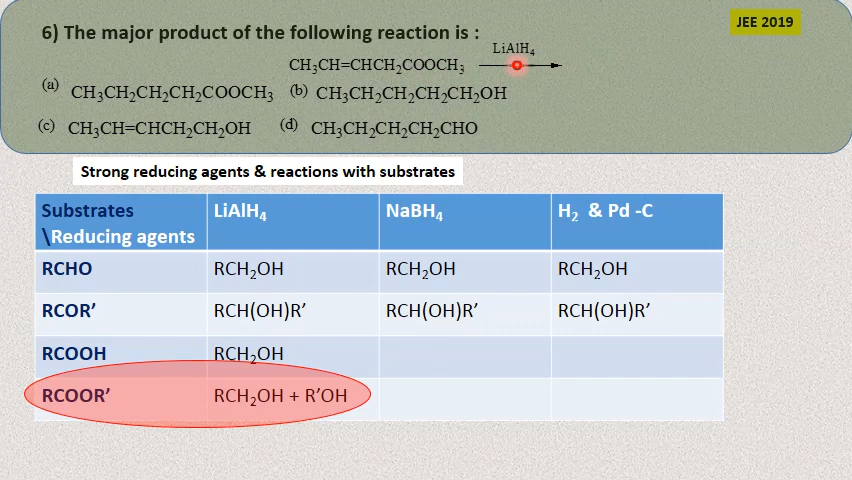 6) The major product of the following reaction is :
JEE 2019
CH₃CH=CHCH₂COOCH₃ LiAlH₄
(a) CH₃CH₂CH₂CH₂COOCH₃ (b) CH₃CH₂CH₂CH₂CH₂OH
(c) CH₃CH=CHCH₂CH₂OH (d) CH₃CH₂CH₂CH₂CHO
Strong reducing agents & reactions with substrates
Substrates \Reducing agents LiAlH₄ NaBH₄ H₂ & Pd -C
RCHO RCH₂OH RCH₂OH RCH₂OH
RCOR’ RCH(OH)R’ RCH(OH)R’ RCH(OH)R’
RCOOH RCH₂OH
RCOOR’ RCH₂OH + R’OH